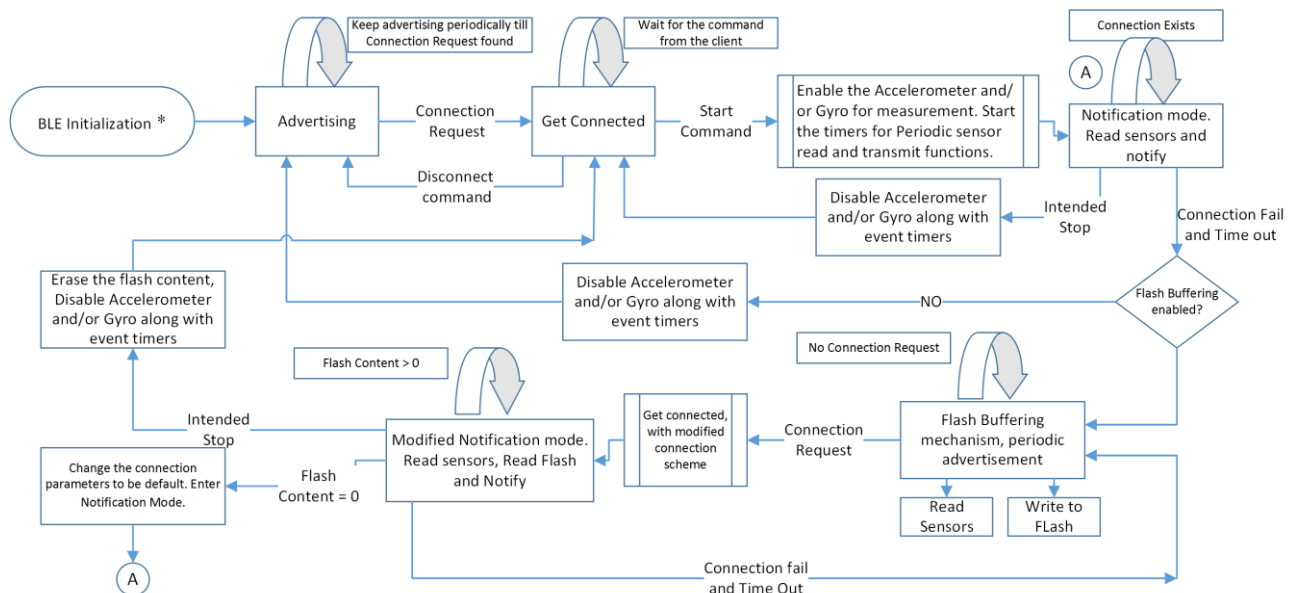 Keep advertising periodically till
Connection Request found
Wait for the command
from the client
Connection Exists
A
BLE Initialization *
Advertising
Connection
Request
Get Connected
Start
Command
Enable the Accelerometer and/
or Gyro for measurement. Start
the timers for Periodic sensor
read and transmit functions.
Notification mode.
Read sensors and
notify
Disconnect
command
Disable Accelerometer
and/or Gyro along with
event timers
Intended
Stop
Connection Fail
and Time out
Erase the flash content,
Disable Accelerometer
and/or Gyro along with
event timers
Disable Accelerometer
and/or Gyro along with
event timers
NO
Flash Buffering
enabled?
Flash Content > 0
No Connection Request
Intended
Stop
Modified Notification mode.
Read sensors, Read Flash
and Notify
Get connected,
with modified
connection
scheme
Connection
Request
Flash Buffering
mechanism, periodic
advertisement
Change the connection
parameters to be default. Enter
Notification Mode.
Flash
Content = 0
Read
Sensors
Write to
FLash
A
Connection fail
and Time Out